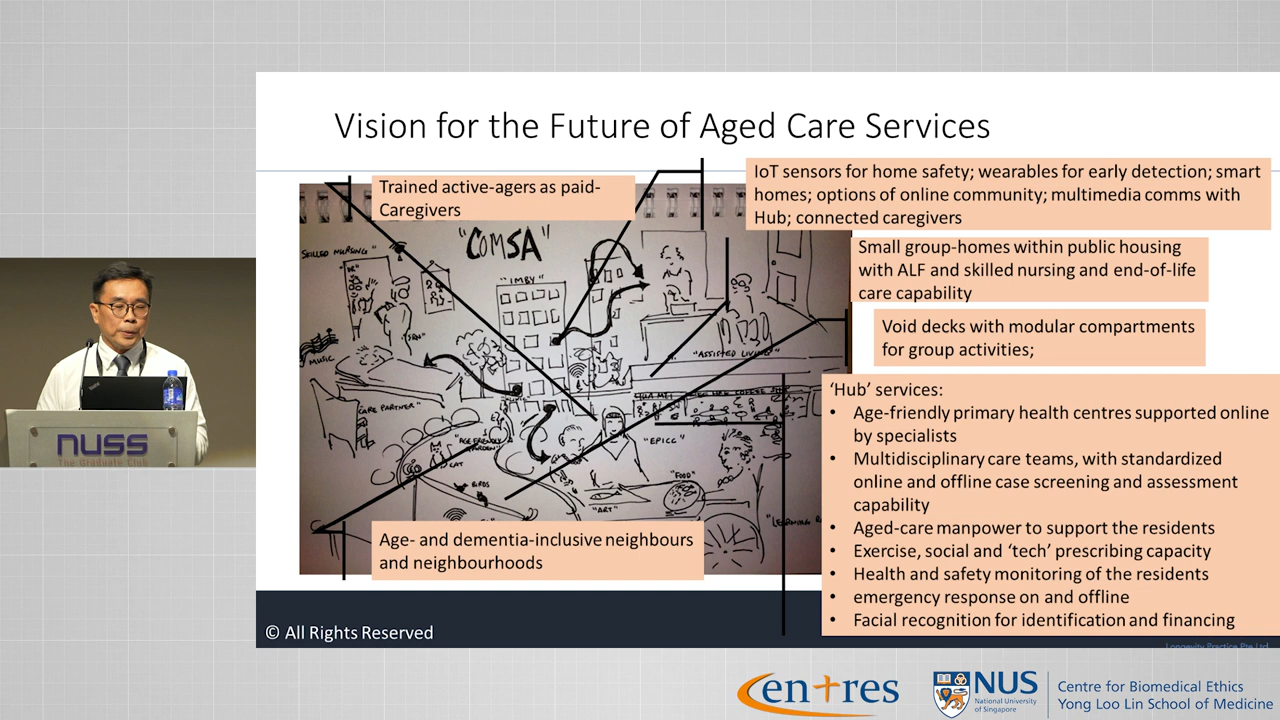 Vision for the Future of Aged Care Services
Trained active-agers as paid-
Caregivers
IoT sensors for home safety; wearables for early detection; smart
homes; options of online community; multimedia comms with
Hub; connected caregivers
Small group-homes within public housing
with ALF and skilled nursing and end-of-life
care capability
Void decks with modular compartments
for group activities;
'Hub' services:
• Age-friendly primary health centres supported online
by specialists
• Multidisciplinary care teams, with standardized
online and offline case screening and assessment
capability
• Aged-care manpower to support the residents
• Exercise, social and 'tech' prescribing capacity
• Health and safety monitoring of the residents
• emergency response on and offline
• Facial recognition for identification and financing
Age- and dementia-inclusive neighbours
and neighbourhoods
SKILLED NURSING"
"COMSA"
"IMBY"
MUSIC
"ASSISTED LIVING"
"CARE PARTNER"
"AGE-FRIENDLY
GARDEN"
CAT
BIRDS
"EPICC"
"FOOD"
"ART"
© All Rights Reserved
Longevity Practice Pte Ltd
nuss
The Graduate Club
centres
NUS
National University
of Singapore
Centre for Biomedical Ethics
Yong Loo Lin School of Medicine